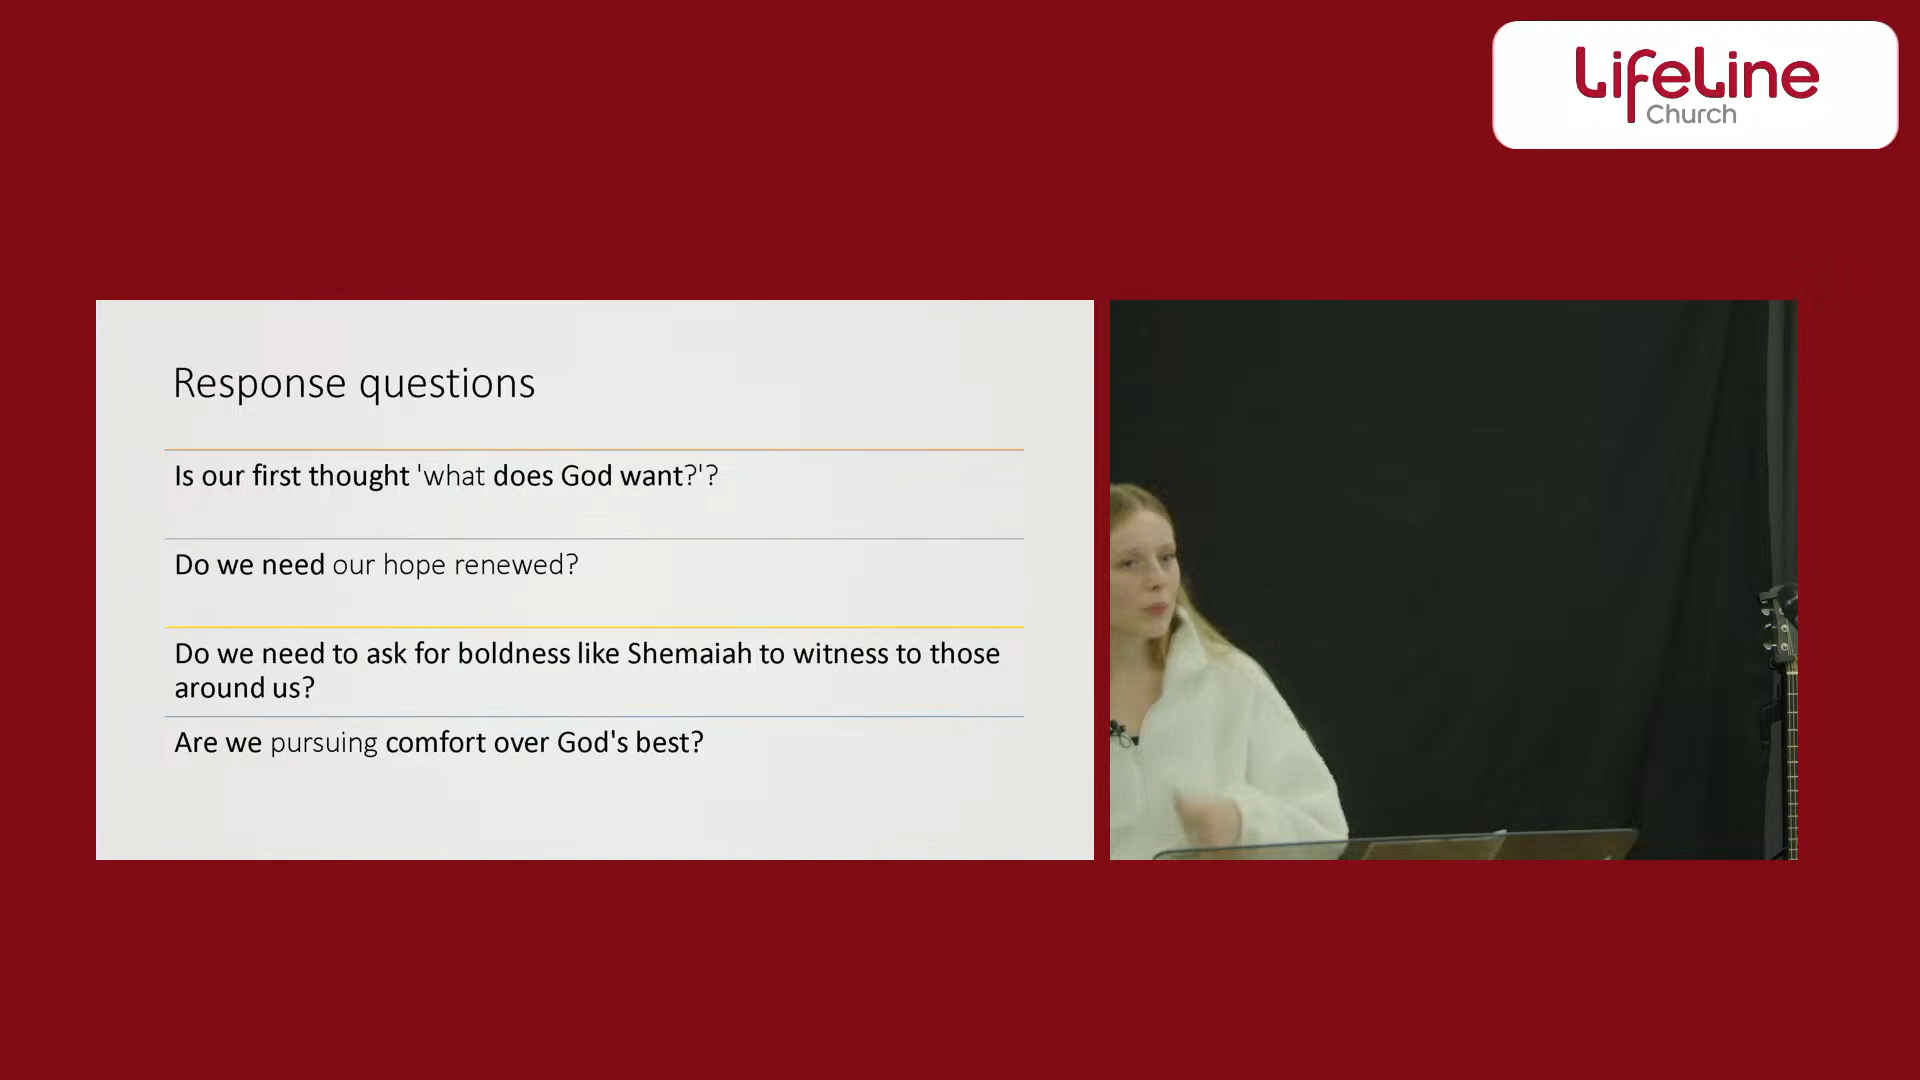 LifeLine
Church
Response questions
Is our first thought 'what does God want?'?
Do we need our hope renewed?
Do we need to ask for boldness like Shemaiah to witness to those
around us?
Are we pursuing comfort over God's best?